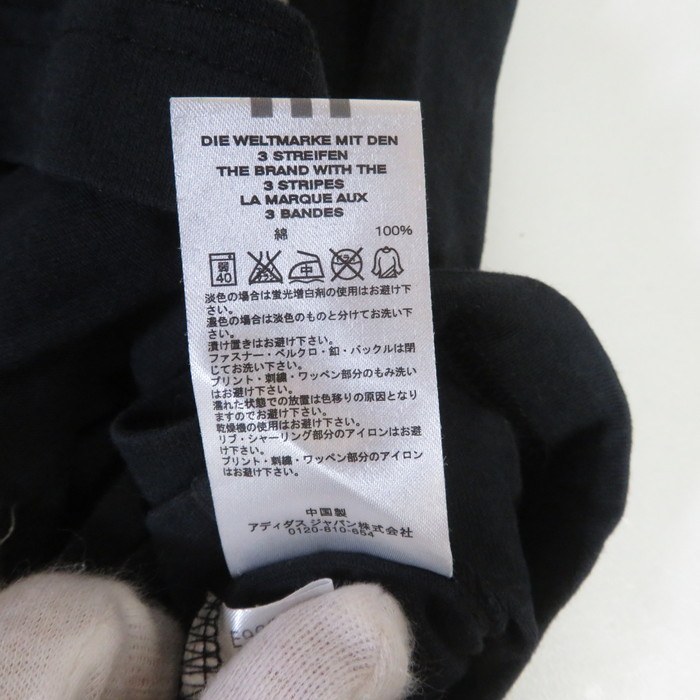 DIE WELTMARKE MIT DEN
3 STREIFEN
THE BRAND WITH THE
3 STRIPES
LA MARQUE AUX
3 BANDES
綿 100%
弱
40
中
淡色の場合は蛍光増白剤の使用はお避け下
さい。
濃色の場合は淡色のものと分けてお洗い下
さい。
漬け置きはお避け下さい。
ファスナー・ベルクロ・釦・バックルは閉
じてお洗い下さい。
プリント・刺繍・ワッペン部分のもみ洗い
はお避け下さい。
濡れた状態での放置は色移りの原因となり
ますのでお避け下さい。
乾燥機の使用はお避け下さい。
リブ・シャーリング部分のアイロンはお避
け下さい。
プリント・刺繍・ワッペン部分のアイロン
はお避け下さい。
中国製
アディダス ジャパン株式会社
0120-810-654